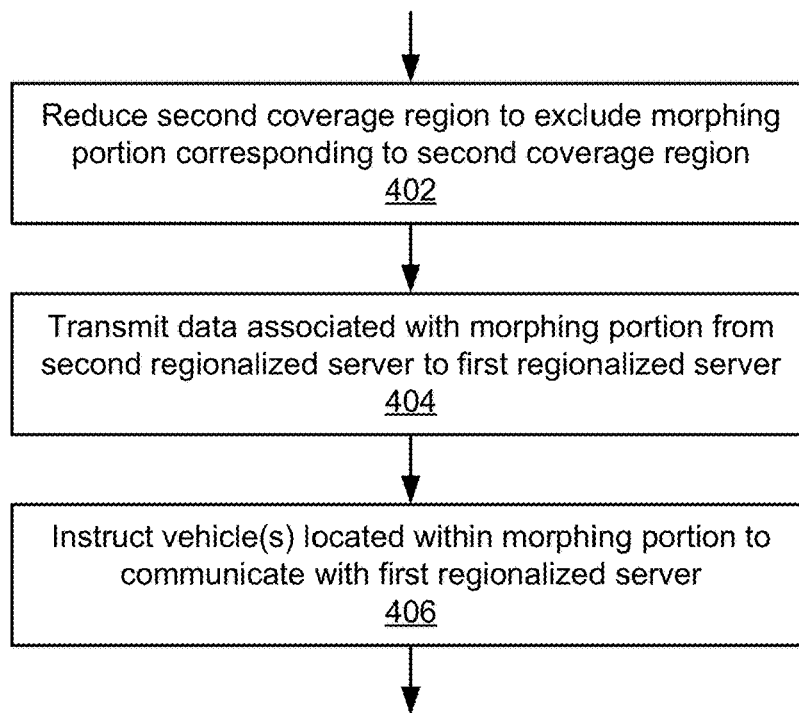 Reduce second coverage region to exclude morphing
portion corresponding to second coverage region
402
Transmit data associated with morphing portion from
second regionalized server to first regionalized server
404
Instruct vehicle(s) located within morphing portion to
communicate with first regionalized server
406